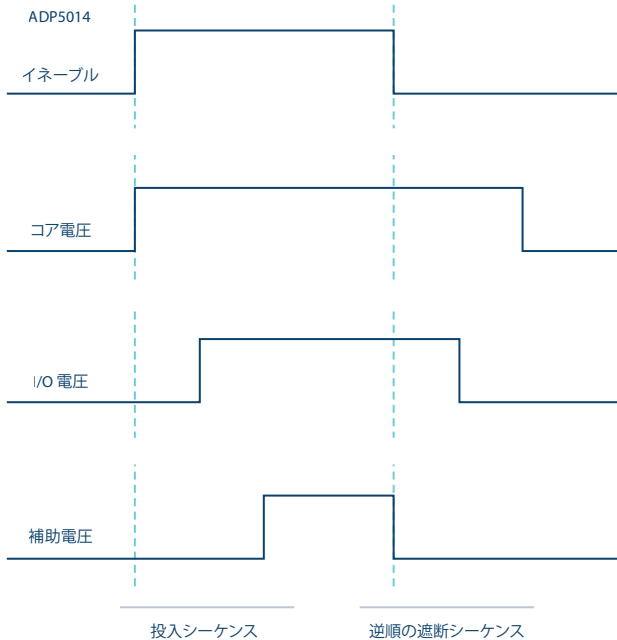 ADP5014
イネーブル
コア電圧
I/O 電圧
補助電圧
投入シーケンス
逆順の遮断シーケンス